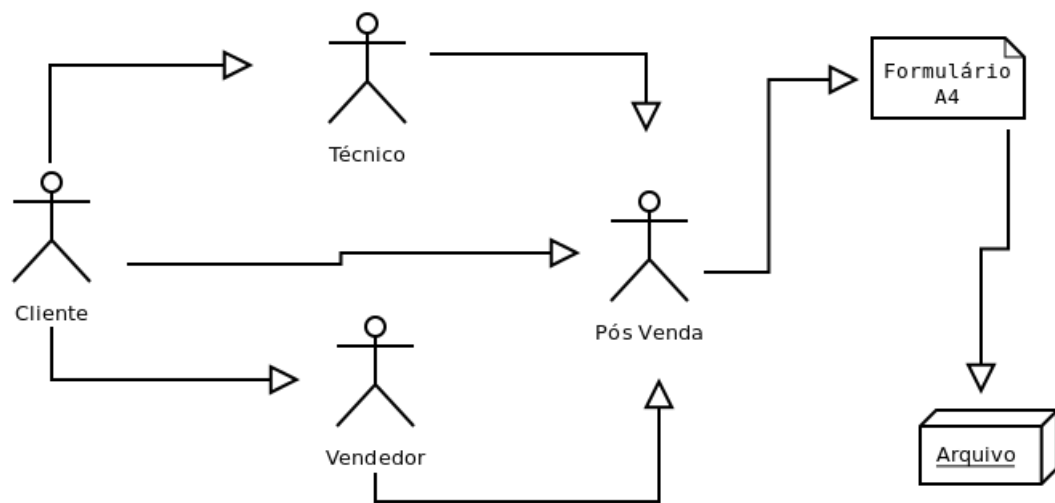 Técnico
Formulário
A4
Cliente
Pós Venda
Vendedor
Arquivo